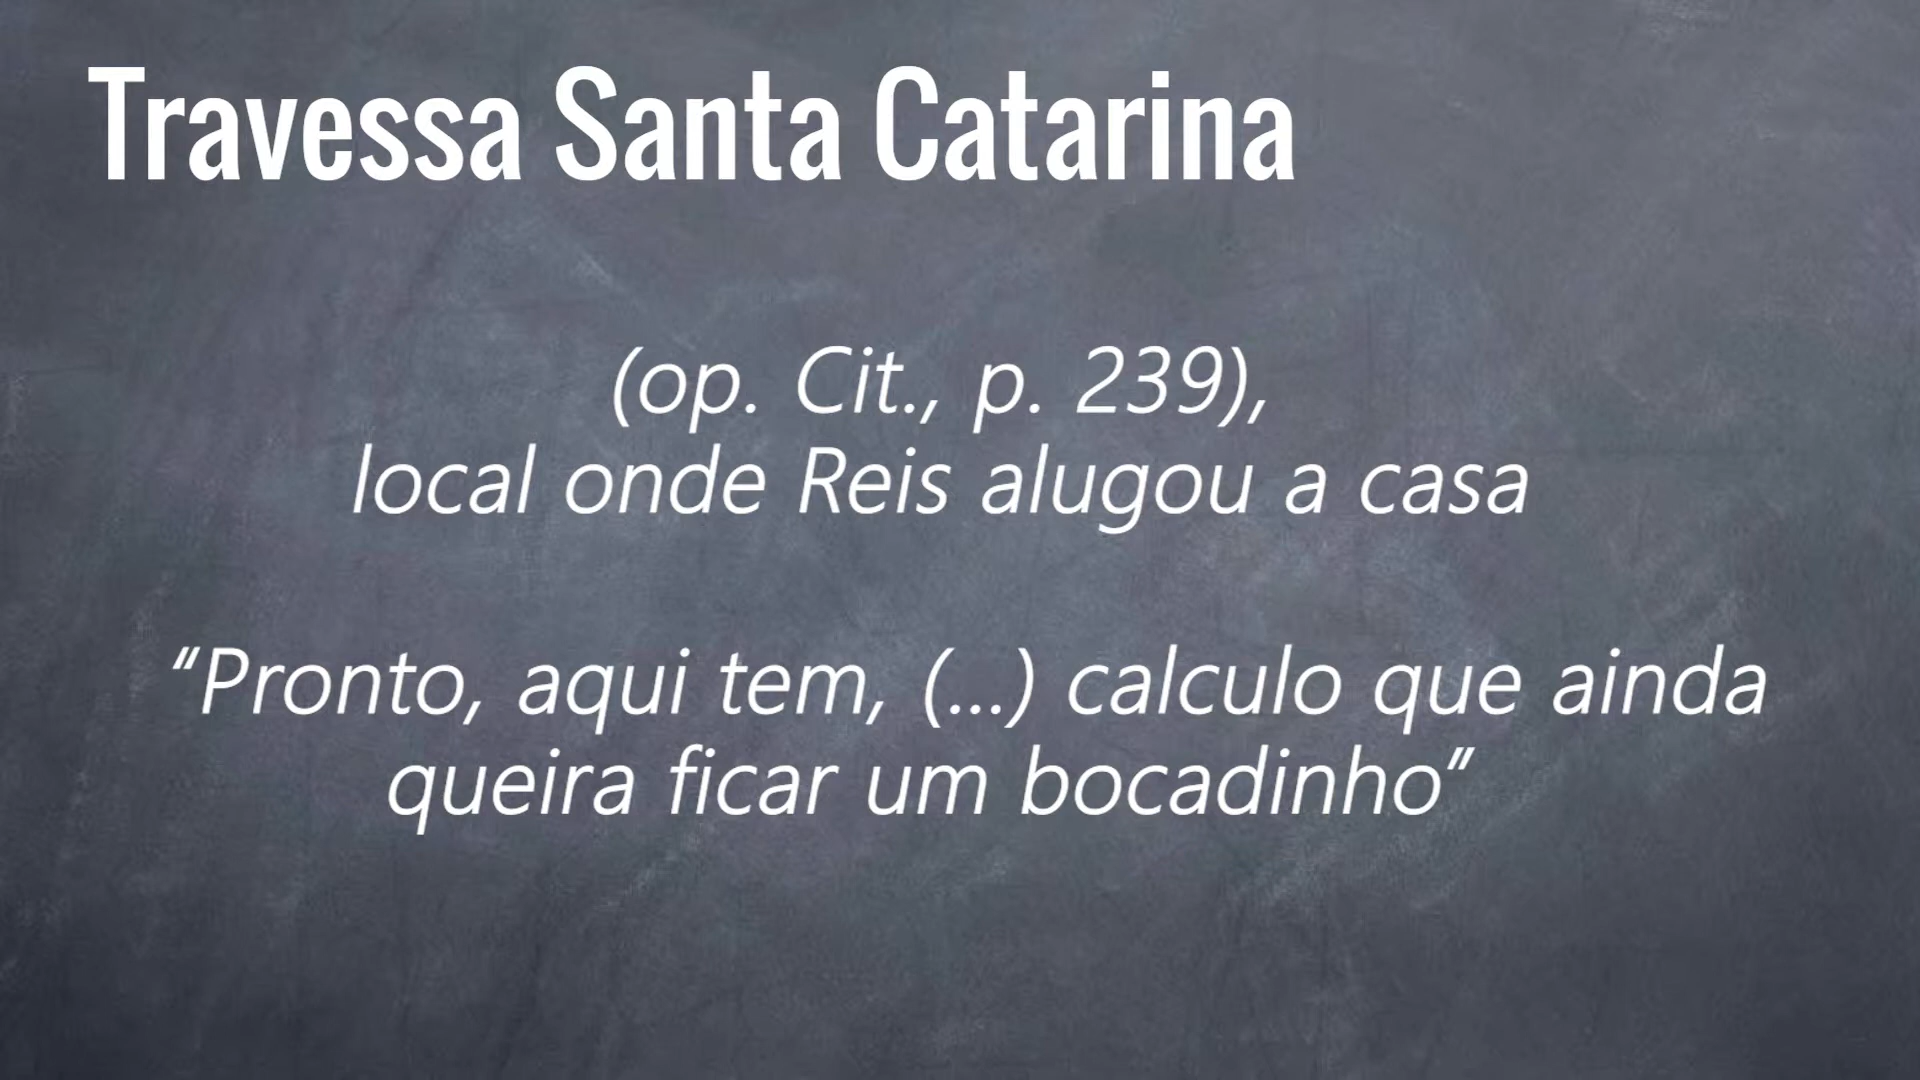 Travessa Santa Catarina
(op. Cit., p. 239),
local onde Reis alugou a casa
“Pronto, aqui tem, (...) calculo que ainda
queira ficar um bocadinho”